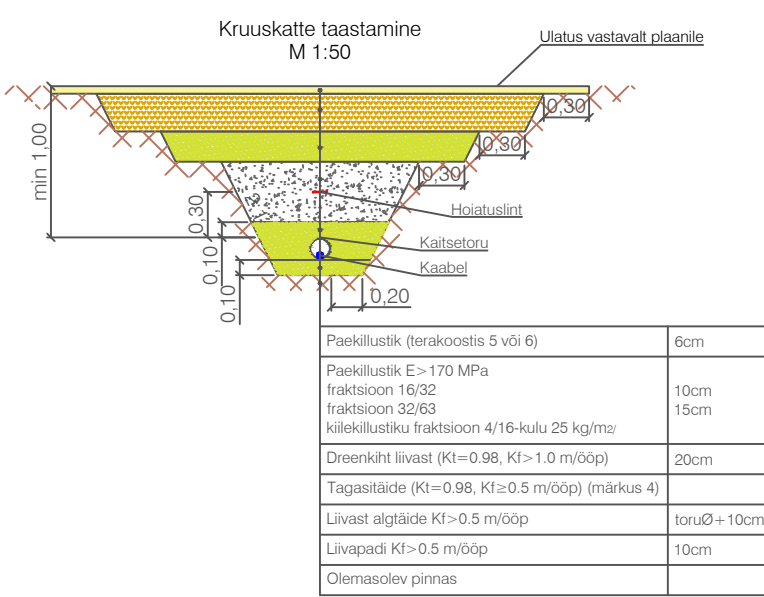 Kruuskatte taastamine
M 1:50
Ulatus vastavalt plaanile
0,30
0,30
0,30
min 1,00
0,30
0,10
0,10
Hoiatuslint
Kaitsetoru
Kaabel
0,20
Paekillustik (terakoostis 5 või 6) 6cm
Paekillustik E>170 MPa
fraktsioon 16/32 10cm
fraktsioon 32/63 15cm
kiilekillustiku fraktsioon 4/16-kulu 25 kg/m2/
Dreenkiht liivast (Kt=0.98, Kf>1.0 m/ööp) 20cm
Tagasitäide (Kt=0.98, Kf≥0.5 m/ööp) (märkus 4)
Liivast algtäide Kf>0.5 m/ööp toruØ+10cm
Liivapadi Kf>0.5 m/ööp 10cm
Olemasolev pinnas